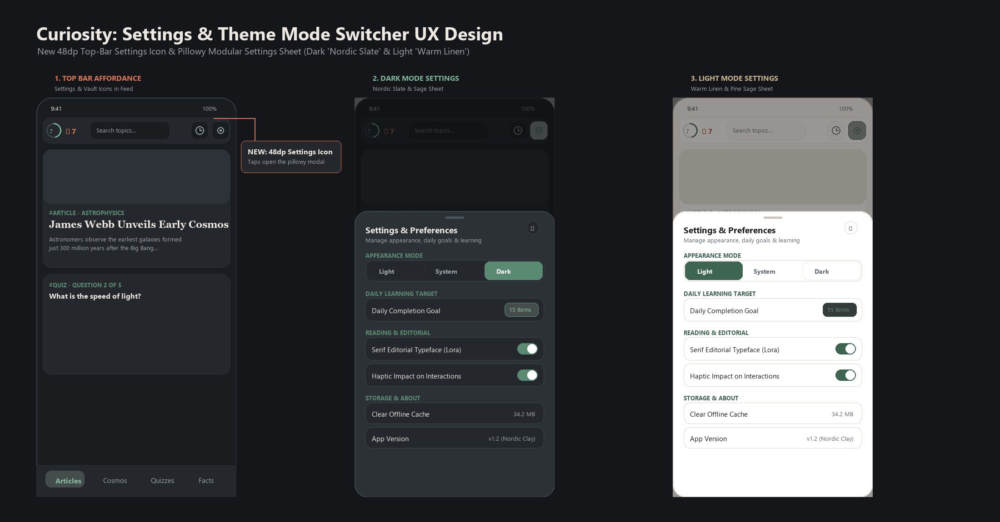 Curiosity: Settings & Theme Mode Switcher UX Design
New 48dp Top-Bar Settings Icon & Pillowy Modular Settings Sheet (Dark 'Nordic Slate' & Light 'Warm Linen')
1. TOP BAR AFFORDANCE
Settings & Vault Icons in Feed
9:41
100%
7
7
Search topics...
NEW: 48dp Settings Icon
Taps open the pillowy modal
#ARTICLE · ASTROPHYSICS
James Webb Unveils Early Cosmos
Astronomers observe the earliest galaxies formed
just 300 million years after the Big Bang...
#QUIZ · QUESTION 2 OF 5
What is the speed of light?
Articles
Cosmos
Quizzes
Facts
2. DARK MODE SETTINGS
Nordic Slate & Sage Sheet
9:41
100%
7
7
Search topics...
Settings & Preferences
Manage appearance, daily goals & learning
APPEARANCE MODE
Light
System
Dark
DAILY LEARNING TARGET
Daily Completion Goal
15 Items
READING & EDITORIAL
Serif Editorial Typeface (Lora)
Haptic Impact on Interactions
STORAGE & ABOUT
Clear Offline Cache
34.2 MB
App Version
v1.2 (Nordic Clay)
3. LIGHT MODE SETTINGS
Warm Linen & Pine Sage Sheet
9:41
100%
7
7
Search topics...
Settings & Preferences
Manage appearance, daily goals & learning
APPEARANCE MODE
Light
System
Dark
DAILY LEARNING TARGET
Daily Completion Goal
15 Items
READING & EDITORIAL
Serif Editorial Typeface (Lora)
Haptic Impact on Interactions
STORAGE & ABOUT
Clear Offline Cache
34.2 MB
App Version
v1.2 (Nordic Clay)